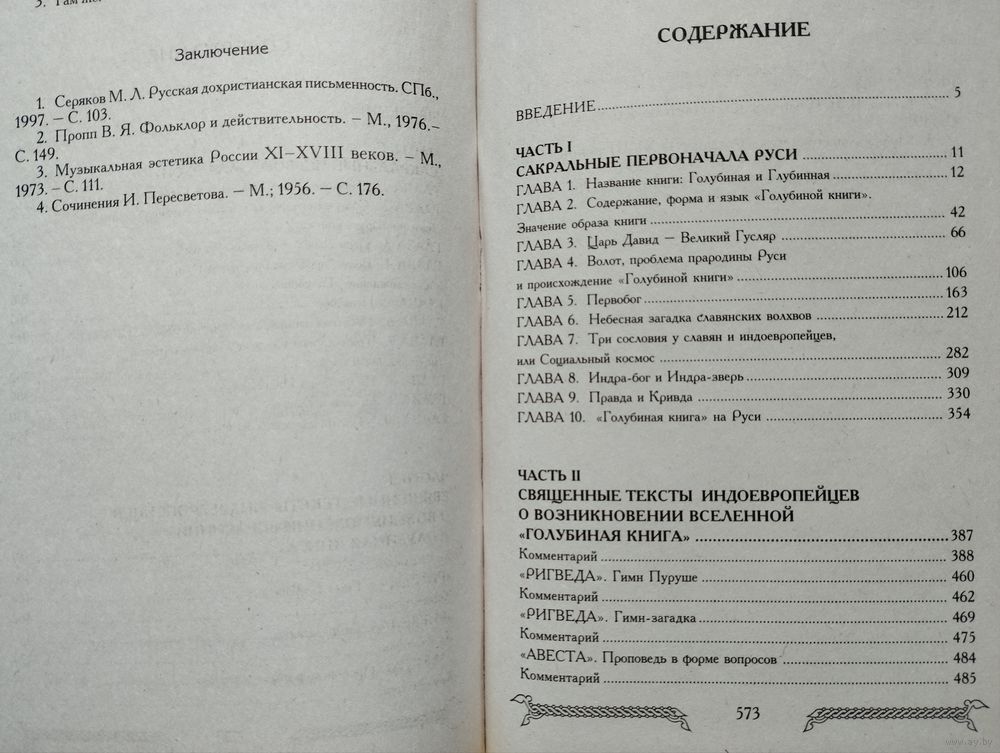 3. Там же.
Заключение
1. Серяков М. Л. Русская дохристианская письменность. СПб.,
1997. – С. 103.
2. Пропп В. Я. Фольклор и действительность. – М., 1976.–
С. 149.
3. Музыкальная эстетика России XI–XVIII веков. – М.,
1973. – С. 111.
4. Сочинения И. Пересветова. – М.; 1956. – С. 176.
СОДЕРЖАНИЕ
ВВЕДЕНИЕ 5
ЧАСТЬ I
САКРАЛЬНЫЕ ПЕРВОНАЧАЛА РУСИ 11
ГЛАВА 1. Название книги: Голубиная и Глубинная 12
ГЛАВА 2. Содержание, форма и язык «Голубиной книги».
Значение образа книги 42
ГЛАВА 3. Царь Давид – Великий Гусляр 66
ГЛАВА 4. Волот, проблема прародины Руси
и происхождение «Голубиной книги» 106
ГЛАВА 5. Первобог 163
ГЛАВА 6. Небесная загадка славянских волхвов 212
ГЛАВА 7. Три сословия у славян и индоевропейцев,
или Социальный космос 282
ГЛАВА 8. Индра-бог и Индра-зверь 309
ГЛАВА 9. Правда и Кривда 330
ГЛАВА 10. «Голубиная книга» на Руси 354
ЧАСТЬ II
СВЯЩЕННЫЕ ТЕКСТЫ ИНДОЕВРОПЕЙЦЕВ
О ВОЗНИКНОВЕНИИ ВСЕЛЕННОЙ
«ГОЛУБИНАЯ КНИГА» 387
Комментарий 388
«РИГВЕДА». Гимн Пуруше 460
Комментарий 462
«РИГВЕДА». Гимн-загадка 469
Комментарий 475
«АВЕСТА». Проповедь в форме вопросов 484
Комментарий 485
573
www.ay.by